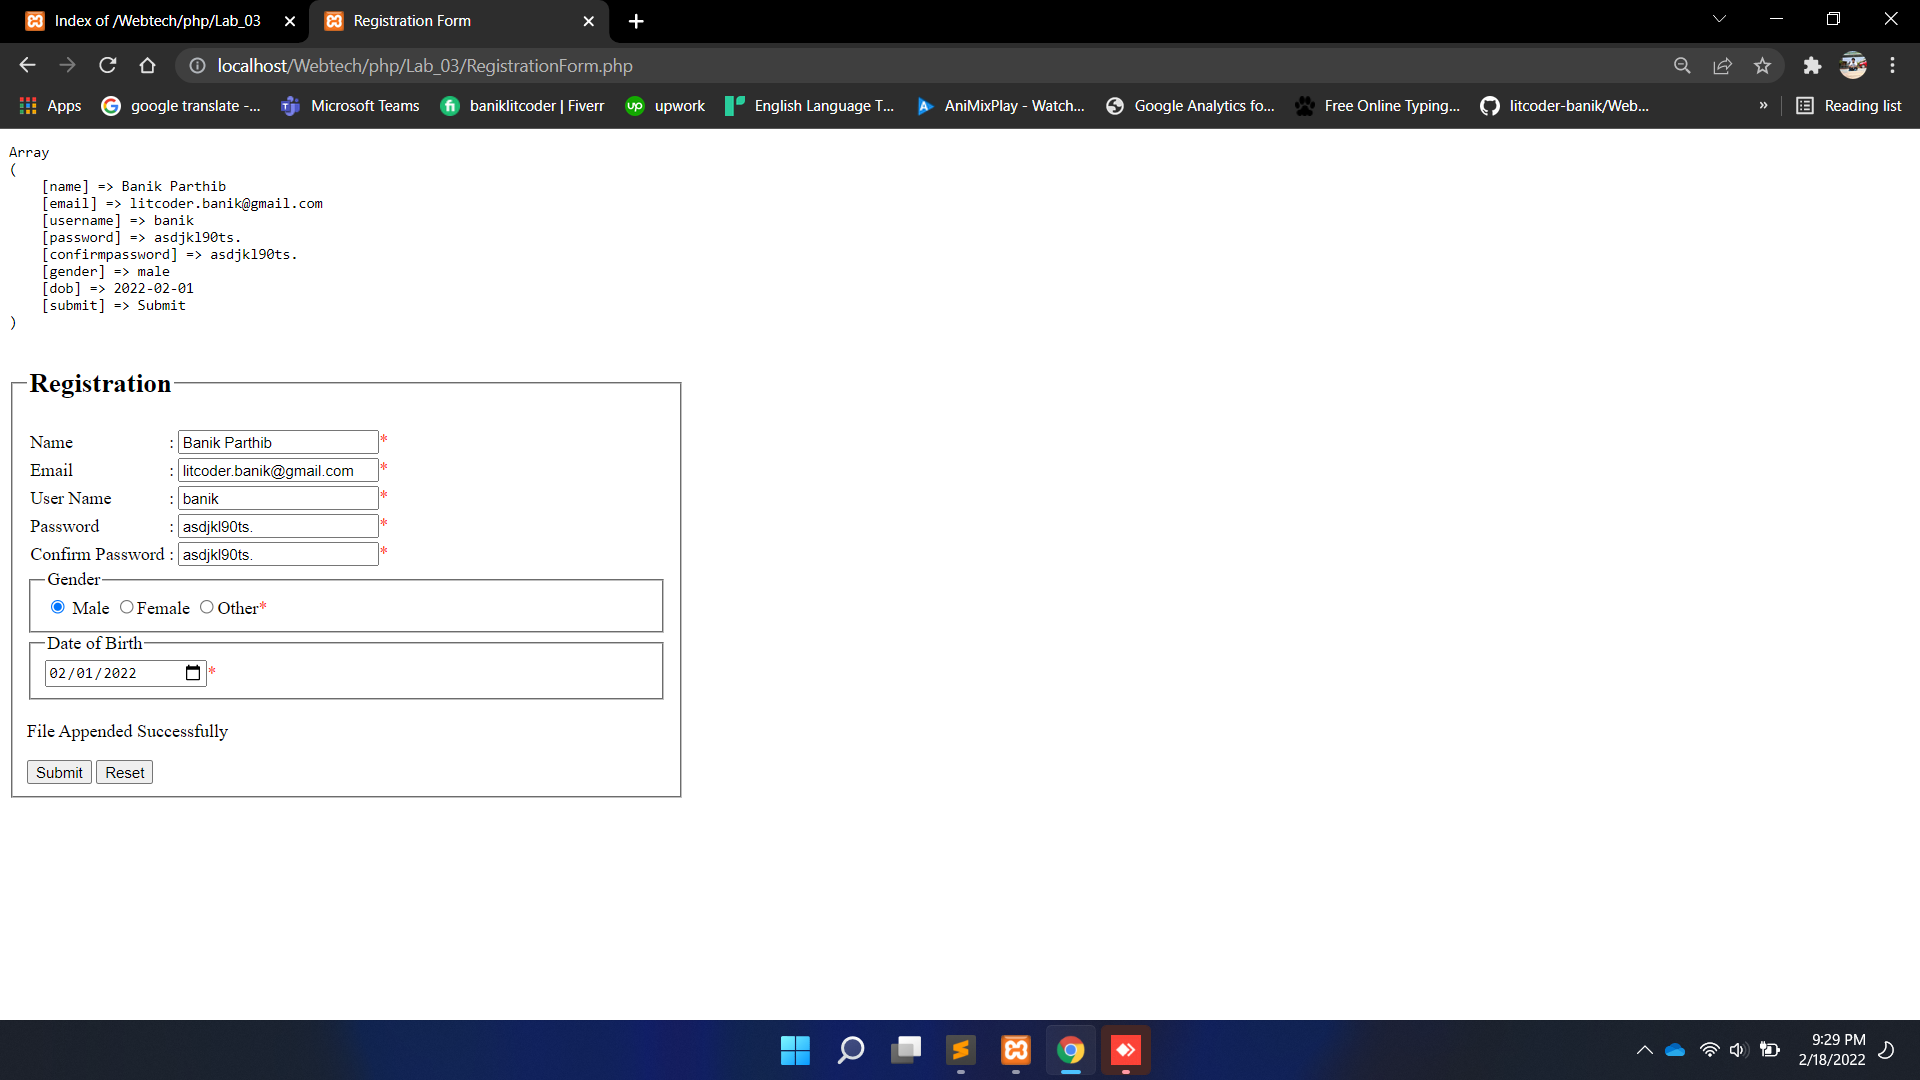 Index of /Webtech/php/Lab_03
Registration Form
localhost/Webtech/php/Lab_03/RegistrationForm.php
Apps
google translate -...
Microsoft Teams
baniklitcoder | Fiverr
upwork
English Language T...
AniMixPlay - Watch...
Google Analytics fo...
Free Online Typing...
litcoder-banik/Web...
»
Reading list
Array
(
[name] => Banik Parthib
[email] => litcoder.banik@gmail.com
[username] => banik
[password] => asdjkl90ts.
[confirmpassword] => asdjkl90ts.
[gender] => male
[dob] => 2022-02-01
[submit] => Submit
)
Registration
Name : Banik Parthib *
Email : litcoder.banik@gmail.com *
User Name : banik *
Password : asdjkl90ts. *
Confirm Password : asdjkl90ts. *
Gender
Male Female Other*
Date of Birth
02/01/2022 *
File Appended Successfully
Submit Reset
9:29 PM
2/18/2022